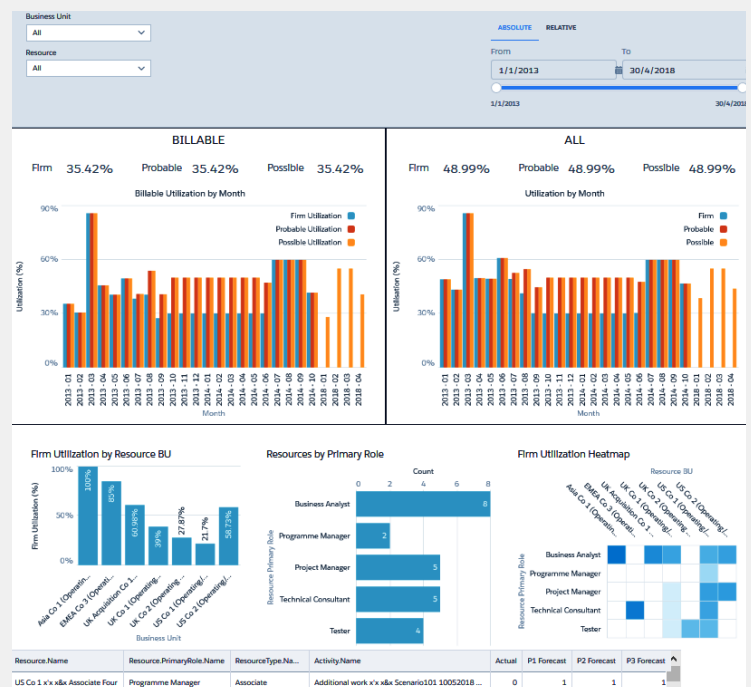 Business Unit
All
Resource
All
ABSOLUTE RELATIVE
From To
1/1/2013 30/4/2018
1/1/2013 30/4/2018
BILLABLE
Firm 35.42% Probable 35.42% Possible 35.42%
Billable Utilization by Month
Firm Utilization
Probable Utilization
Possible Utilization
Utilization (%)
90%
60%
30%
0%
2013 - 01
2013 - 02
2013 - 03
2013 - 04
2013 - 05
2013 - 06
2013 - 07
2013 - 08
2013 - 09
2013 - 10
2013 - 11
2013 - 12
2014 - 01
2014 - 02
2014 - 03
2014 - 04
2014 - 05
2014 - 06
2014 - 07
2014 - 08
2014 - 09
2014 - 10
2018 - 01
2018 - 02
2018 - 03
2018 - 04
Month
ALL
Firm 48.99% Probable 48.99% Possible 48.99%
Utilization by Month
Firm
Probable
Possible
Utilization (%)
90%
60%
30%
0%
2013 - 01
2013 - 02
2013 - 03
2013 - 04
2013 - 05
2013 - 06
2013 - 07
2013 - 08
2013 - 09
2013 - 10
2013 - 11
2013 - 12
2014 - 01
2014 - 02
2014 - 03
2014 - 04
2014 - 05
2014 - 06
2014 - 07
2014 - 08
2014 - 09
2014 - 10
2018 - 01
2018 - 02
2018 - 03
2018 - 04
Month
Firm Utilization by Resource BU
Firm Utilization (%)
100%
50%
0%
100%
85%
60.98%
39%
27.87%
21.7%
58.73%
Asia Co 1 (Operatin...
EMEA Co 3 (Operati...
UK Acquisition Co 1...
UK Co 1 (Operating...
UK Co 2 (Operating ...
US Co 1 (Operating/...
US Co 2 (Operating/...
Business Unit
Resources by Primary Role
Count
0 2 4 6 8
Resource Primary Role
Business Analyst 8
Programme Manager 2
Project Manager 5
Technical Consultant 5
Tester 4
Firm Utilization Heatmap
Resource BU
Asia Co 1 (Operatin...
EMEA Co 3 (Operati...
UK Acquisition Co 1 ...
UK Co 1 (Operating/...
UK Co 2 (Operating...
US Co 1 (Operating/...
US Co 2 (Operating/...
Resource Primary Role
Business Analyst
Programme Manager
Project Manager
Technical Consultant
Tester
Resource.Name Resource.PrimaryRole.Name ResourceType.Na... Activity.Name Actual P1 Forecast P2 Forecast P3 Forecast
US Co 1 x'x x&x Associate Four Programme Manager Associate Additional work x'x x&x Scenario101 10052018 ... 0 1 1 1